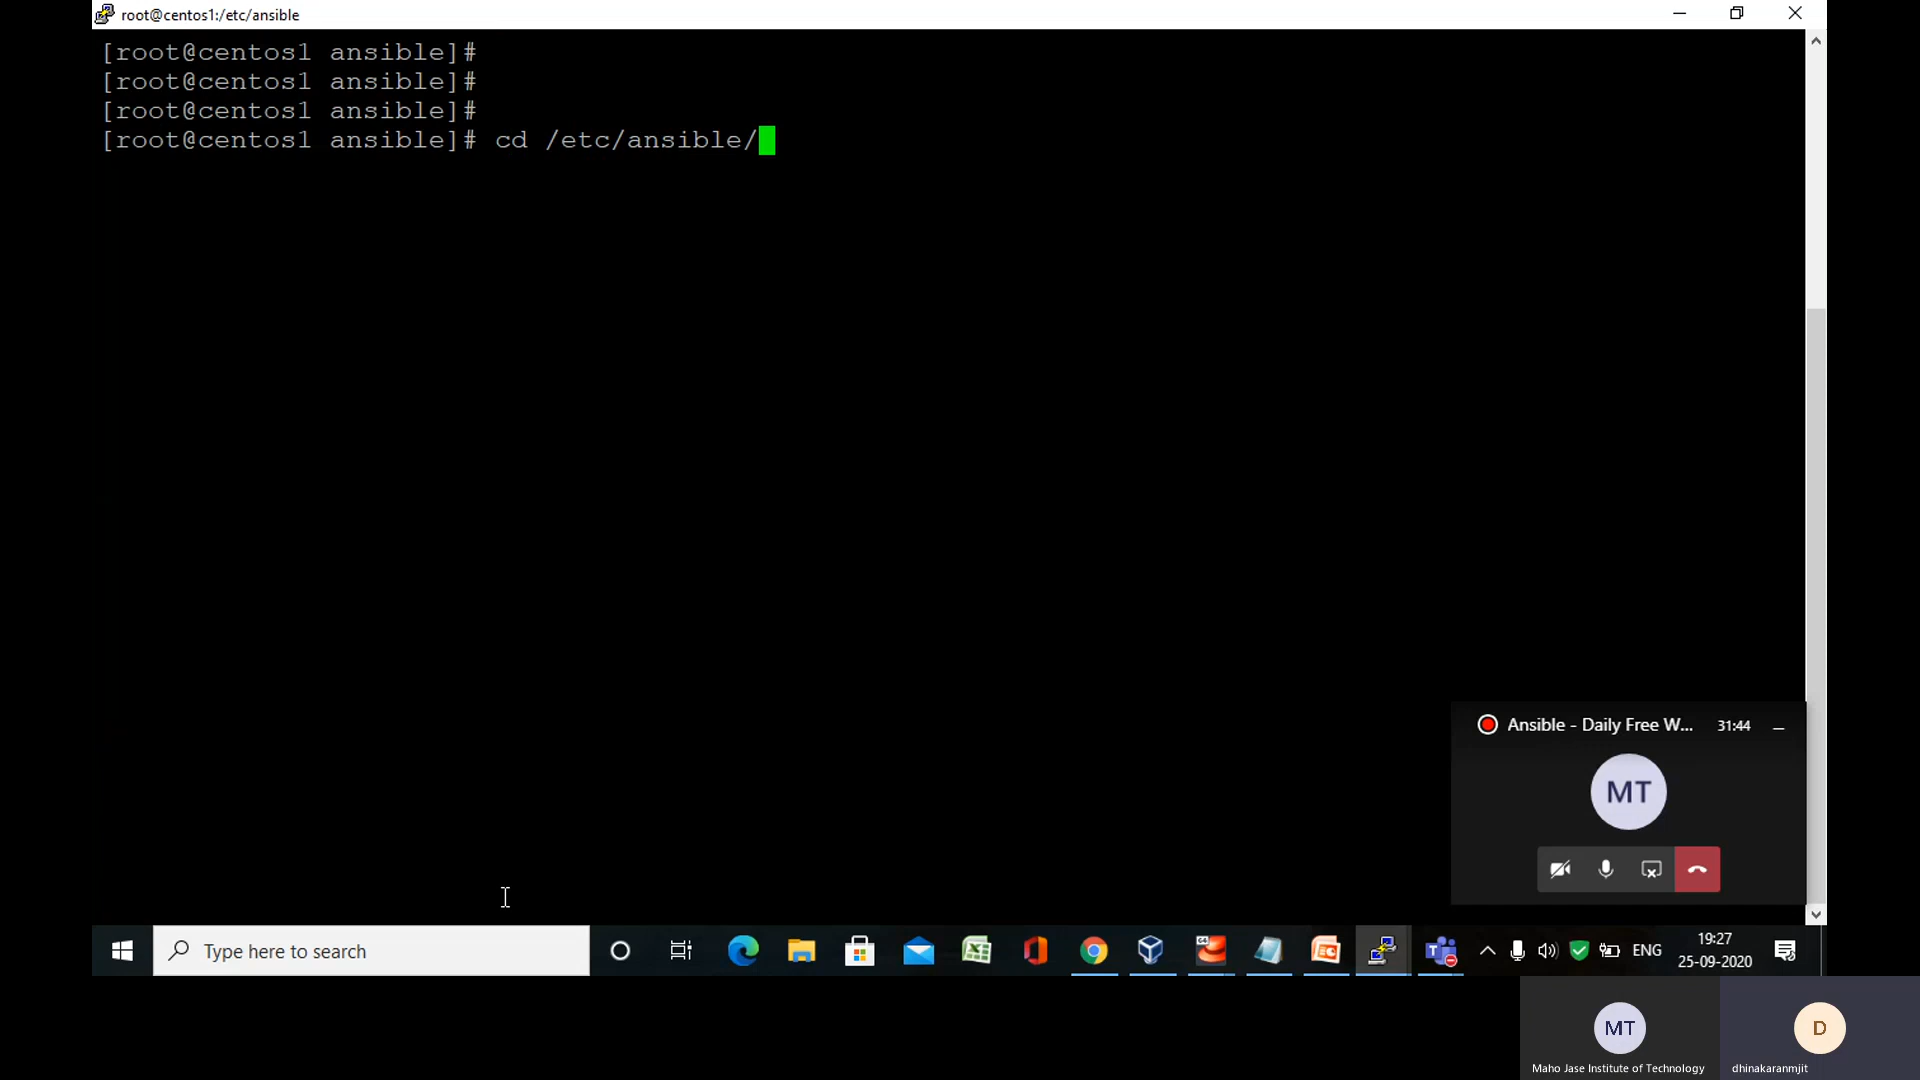 root@centos1:/etc/ansible
[root@centos1 ansible]#
[root@centos1 ansible]#
[root@centos1 ansible]#
[root@centos1 ansible]# cd /etc/ansible/
Ansible - Daily Free W... 31:44
MT
Type here to search
ENG
19:27
25-09-2020
MT
D
Maho Jase Institute of Technology
dhinakaranmjit